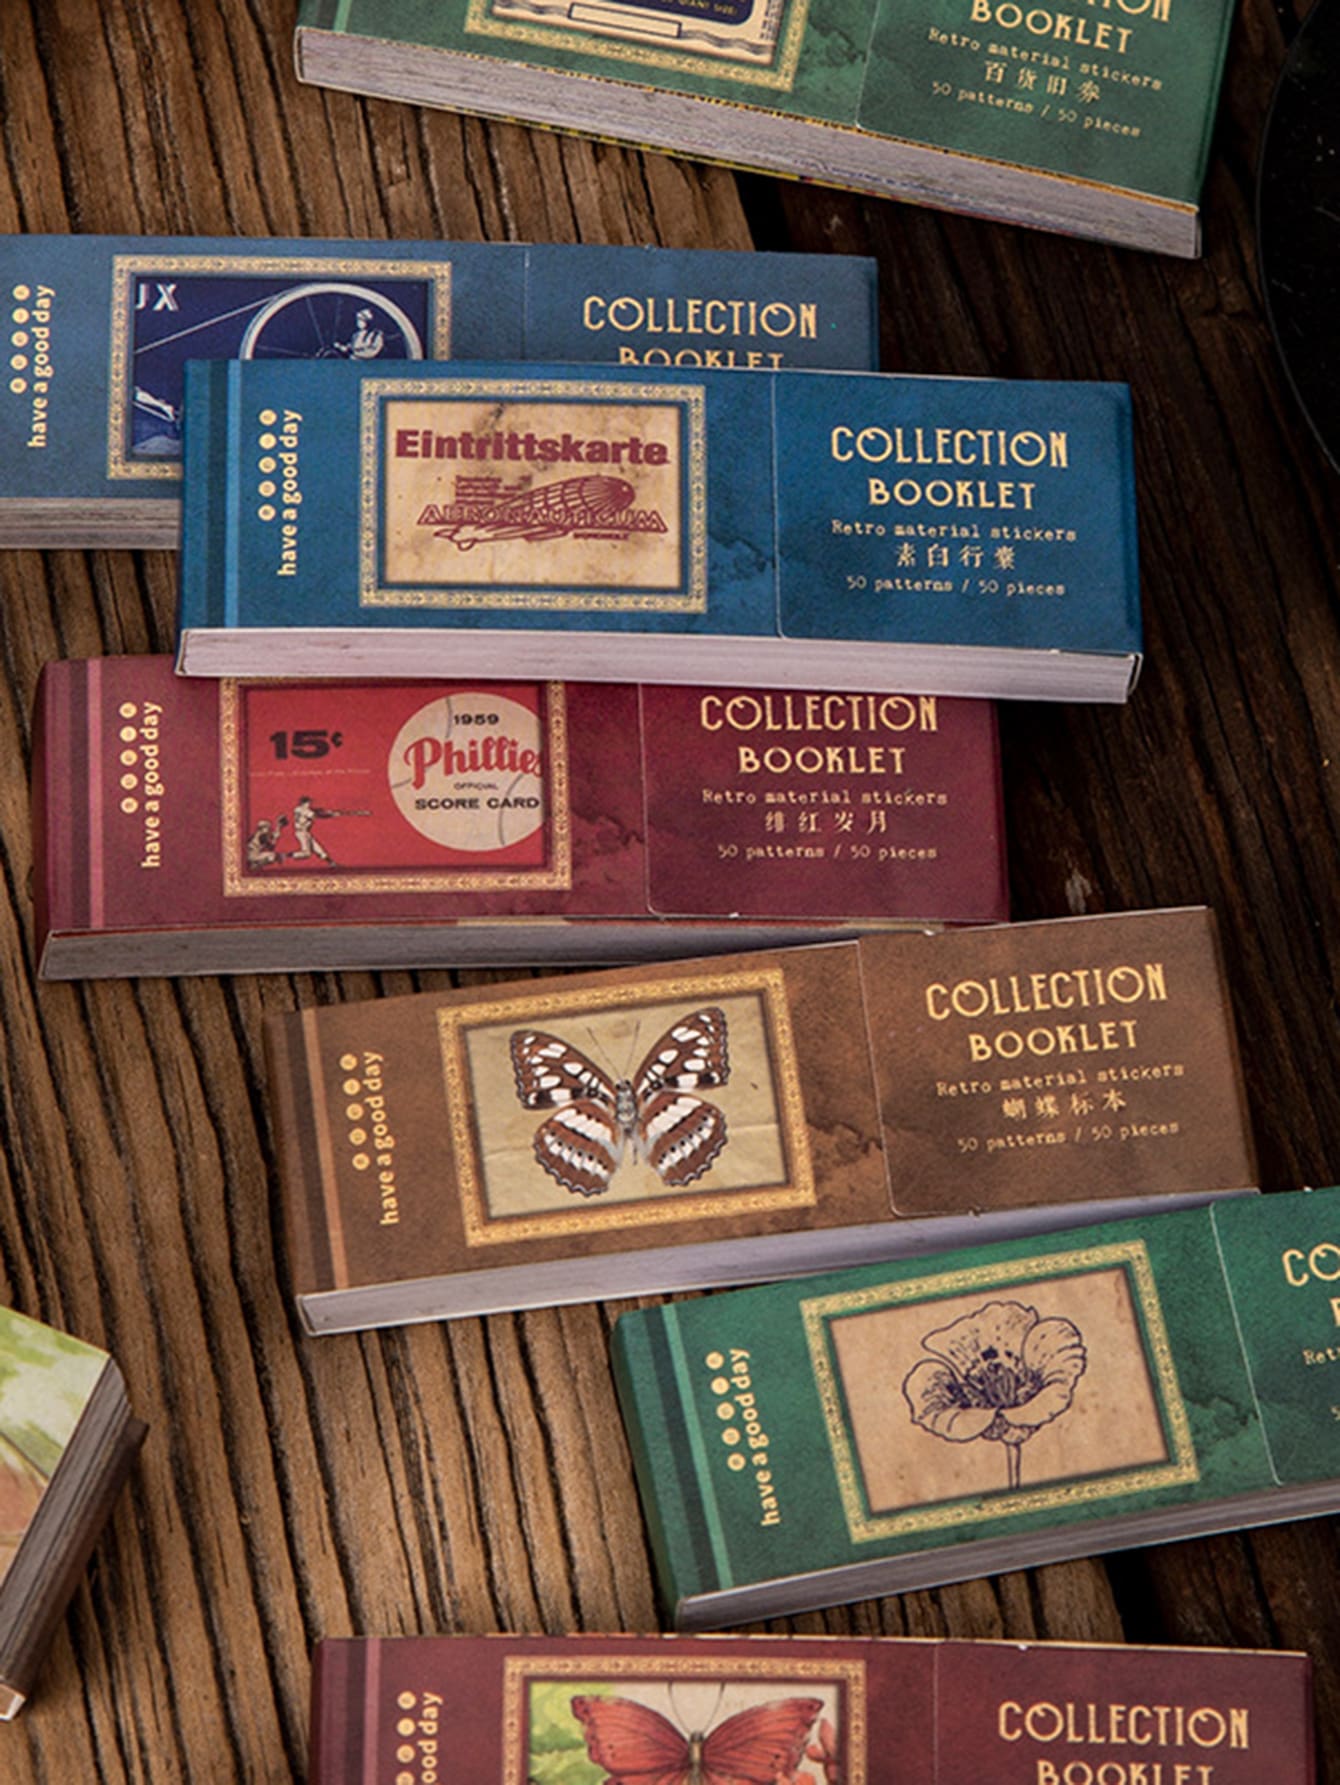 BOOKLET
Retro material stickers
百货旧券
50 patterns / 50 pieces
have a good day
UX
COLLECTION
BOOKLET
have a good day
Eintrittskarte
AERONAUTICUM
COLLECTION
BOOKLET
Retro material stickers
素白行囊
50 patterns / 50 pieces
have a good day
15¢
1959
Phillies
OFFICIAL
SCORE CARD
COLLECTION
BOOKLET
Retro material stickers
绯红岁月
50 patterns / 50 pieces
have a good day
COLLECTION
BOOKLET
Retro material stickers
蝴蝶标本
50 patterns / 50 pieces
have a good day
CO
Ret
good day
COLLECTION
BOOKLET